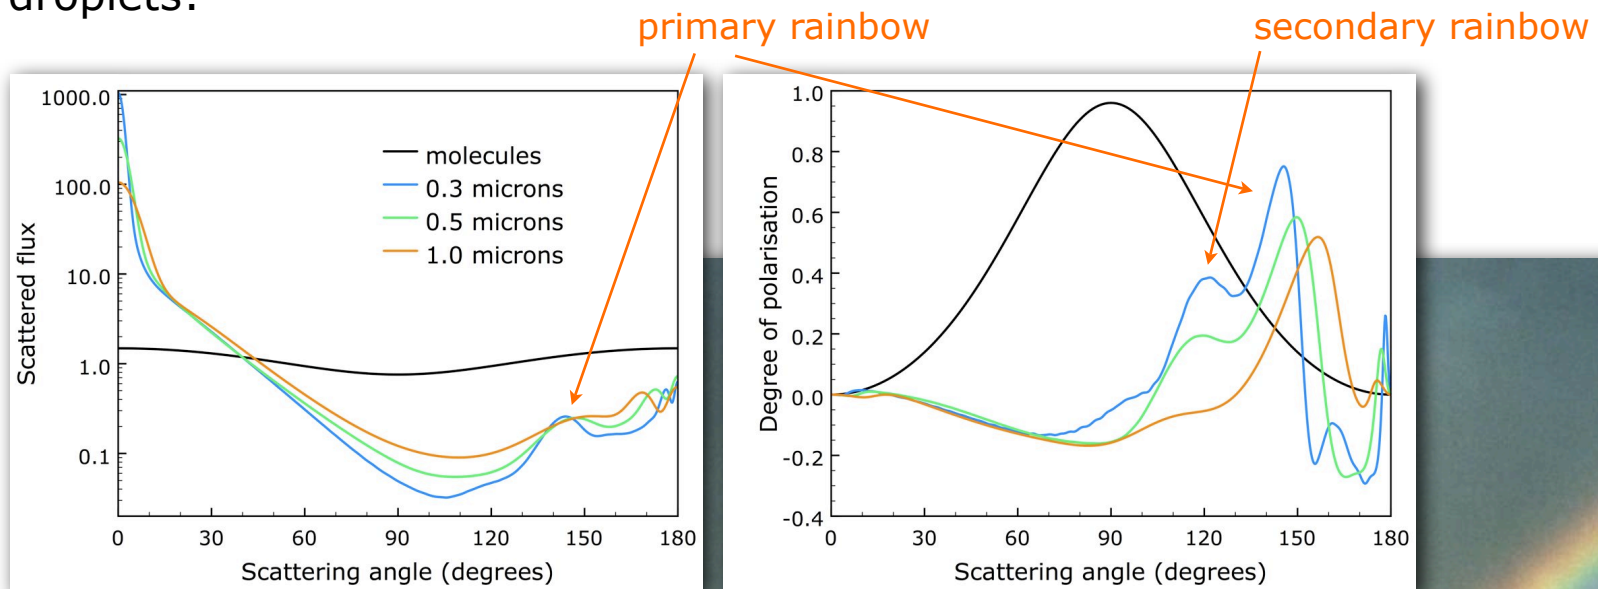 droplets.
primary rainbow
secondary rainbow
1000.0
100.0
10.0
1.0
0.1
Scattered flux
molecules
0.3 microns
0.5 microns
1.0 microns
0 30 60 90 120 150 180
Scattering angle (degrees)
1.0
0.8
0.6
0.4
0.2
0.0
-0.2
-0.4
Degree of polarisation
0 30 60 90 120 150 180
Scattering angle (degrees)